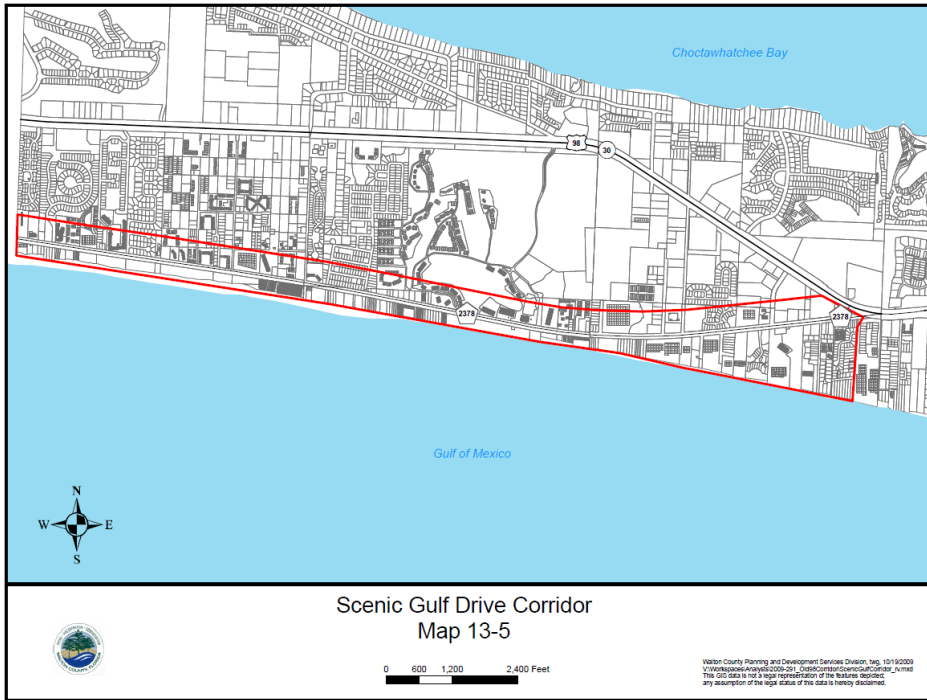 Choctawhatchee Bay
98
30
2378
2378
Gulf of Mexico
N
W
E
S
Scenic Gulf Drive Corridor
Map 13-5
0 600 1,200 2,400 Feet
WALTON COUNTY, FLORIDA
Walton County Planning and Development Services Division, twg, 10/19/2009
This GIS data is not a legal representation of the features depicted;
any assumption of the legal status of this data is hereby disclaimed.